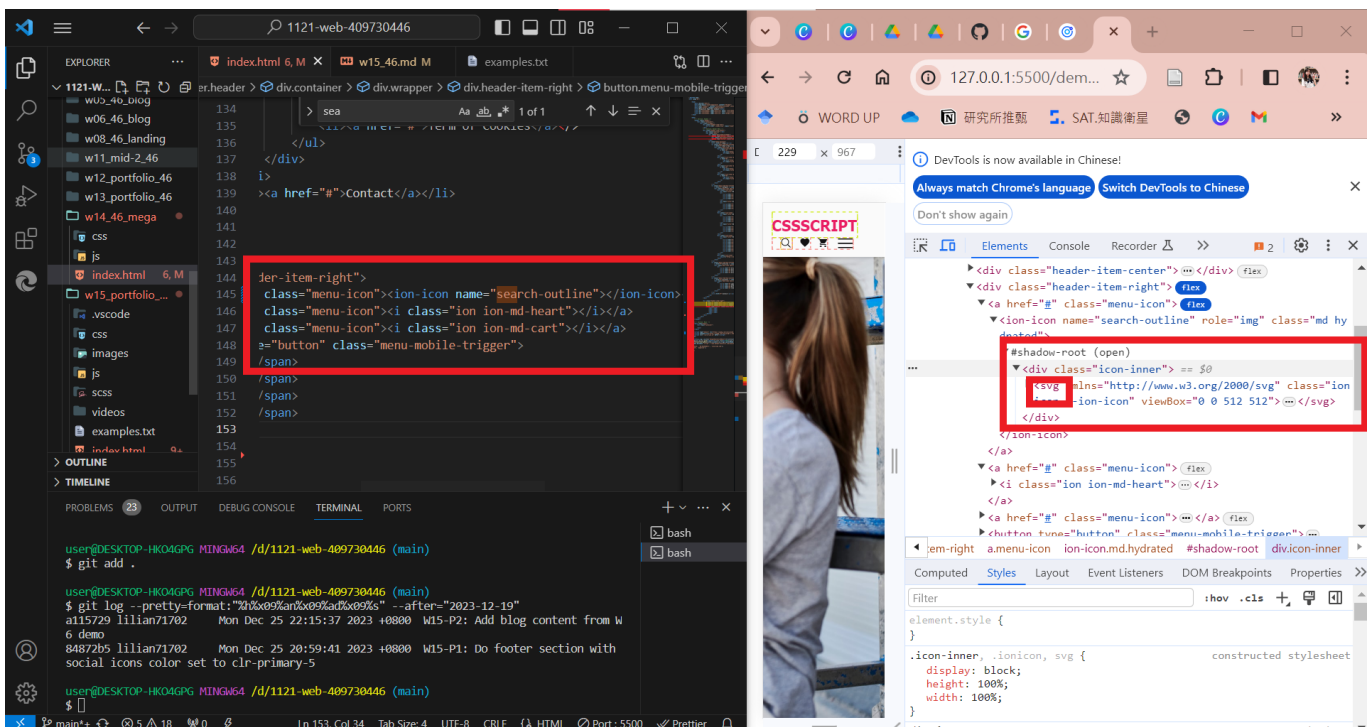 1121-web-409730446
EXPLORER
index.html 6, M
w15_46.md M
examples.txt
1121-W...
er.header > div.container > div.wrapper > div.header-item-right > button.menu-mobile-trigger
w05_46_blog
w06_46_blog
w08_46_landing
w11_mid-2_46
w12_portfolio_46
w13_portfolio_46
w14_46_mega
css
js
index.html 6, M
w15_portfolio_...
.vscode
css
images
js
scss
videos
examples.txt
index.html 9+
> OUTLINE
> TIMELINE
> sea Aa ab, .* 1 of 1
134
135 <li><a href="#">Term of Cookies</a></
136 </ul>
137 </div>
138 i>
139 ><a href="#">Contact</a></li>
140
141
142
143
144 der-item-right">
145 class="menu-icon"><ion-icon name="search-outline"></ion-icon>
146 class="menu-icon"><i class="ion ion-md-heart"></i></a>
147 class="menu-icon"><i class="ion ion-md-cart"></i></a>
148 e="button" class="menu-mobile-trigger">
149 /span>
150 /span>
151 /span>
152 /span>
153
154
155
156
PROBLEMS 23 OUTPUT DEBUG CONSOLE TERMINAL PORTS
bash
bash
user@DESKTOP-HKO4GPG MINGW64 /d/1121-web-409730446 (main)
$ git add .
user@DESKTOP-HKO4GPG MINGW64 /d/1121-web-409730446 (main)
$ git log --pretty=format:"%h%x09%an%x09%ad%x09%s" --after="2023-12-19"
a115729 lilian71702 Mon Dec 25 22:15:37 2023 +0800 W15-P2: Add blog content from W
6 demo
84872b5 lilian71702 Mon Dec 25 20:59:41 2023 +0800 W15-P1: Do footer section with
social icons color set to clr-primary-5
user@DESKTOP-HKO4GPG MINGW64 /d/1121-web-409730446 (main)
$
main*+ 5 18 0 Ln 153, Col 34 Tab Size: 4 UTF-8 CRLF HTML Port : 5500 Prettier
127.0.0.1:5500/dem...
WORD UP
研究所推甄
SAT.知識衛星
229 x 967
CSSSCRIPT
DevTools is now available in Chinese!
Always match Chrome's language
Switch DevTools to Chinese
Don't show again
Elements Console Recorder 2
<div class="header-item-center"> … </div> flex
<div class="header-item-right"> flex
<a href="#" class="menu-icon"> flex
<ion-icon name="search-outline" role="img" class="md hy
drated">
#shadow-root (open)
<div class="icon-inner"> == $0
<svg xmlns="http://www.w3.org/2000/svg" class="ion
-ion-icon" viewBox="0 0 512 512"> … </svg>
</div>
</ion-icon>
</a>
<a href="#" class="menu-icon"> flex
<i class="ion ion-md-heart"> … </i>
</a>
<a href="#" class="menu-icon"> … </a> flex
<button type="button" class="menu-mobile-trigger"> …
tem-right a.menu-icon ion-icon.md.hydrated #shadow-root div.icon-inner
Computed Styles Layout Event Listeners DOM Breakpoints Properties
Filter :hov .cls
element.style {
}
.icon-inner, .ionicon, svg { constructed stylesheet
display: block;
height: 100%;
width: 100%;
}